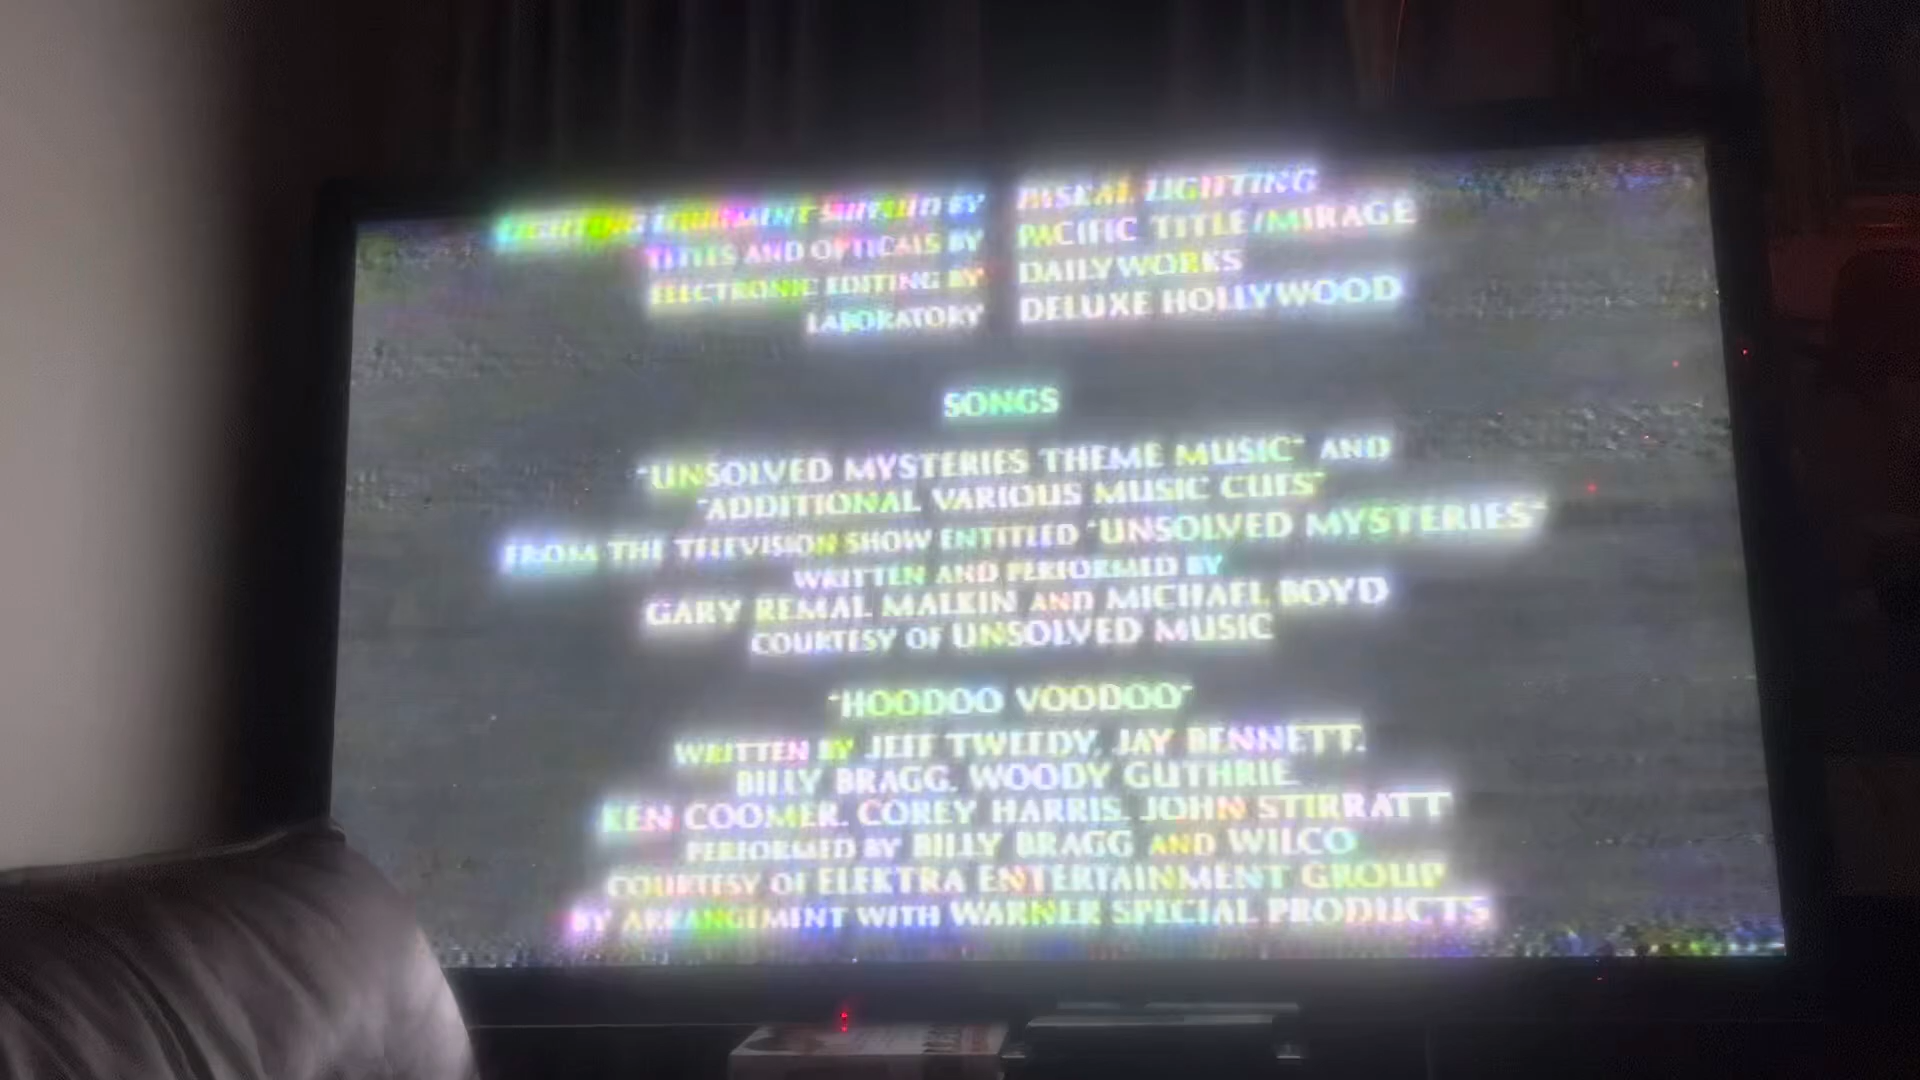 LIGHTING EQUIPMENT SUPPLIED BY PASKAL LIGHTING
TITLES AND OPTICALS BY PACIFIC TITLE/MIRAGE
ELECTRONIC EDITING BY DAILYWORKS
LABORATORY DELUXE HOLLYWOOD
SONGS
"UNSOLVED MYSTERIES THEME MUSIC" AND
"ADDITIONAL VARIOUS MUSIC CUES"
FROM THE TELEVISION SHOW ENTITLED "UNSOLVED MYSTERIES"
WRITTEN AND PERFORMED BY
GARY REMAL MALKIN AND MICHAEL BOYD
COURTESY OF UNSOLVED MUSIC
"HOODOO VOODOO"
WRITTEN BY JEFF TWEEDY, JAY BENNETT,
BILLY BRAGG, WOODY GUTHRIE
KEN COOMER, COREY HARRIS, JOHN STIRRATT
PERFORMED BY BILLY BRAGG AND WILCO
COURTESY OF ELEKTRA ENTERTAINMENT GROUP
BY ARRANGEMENT WITH WARNER SPECIAL PRODUCTS